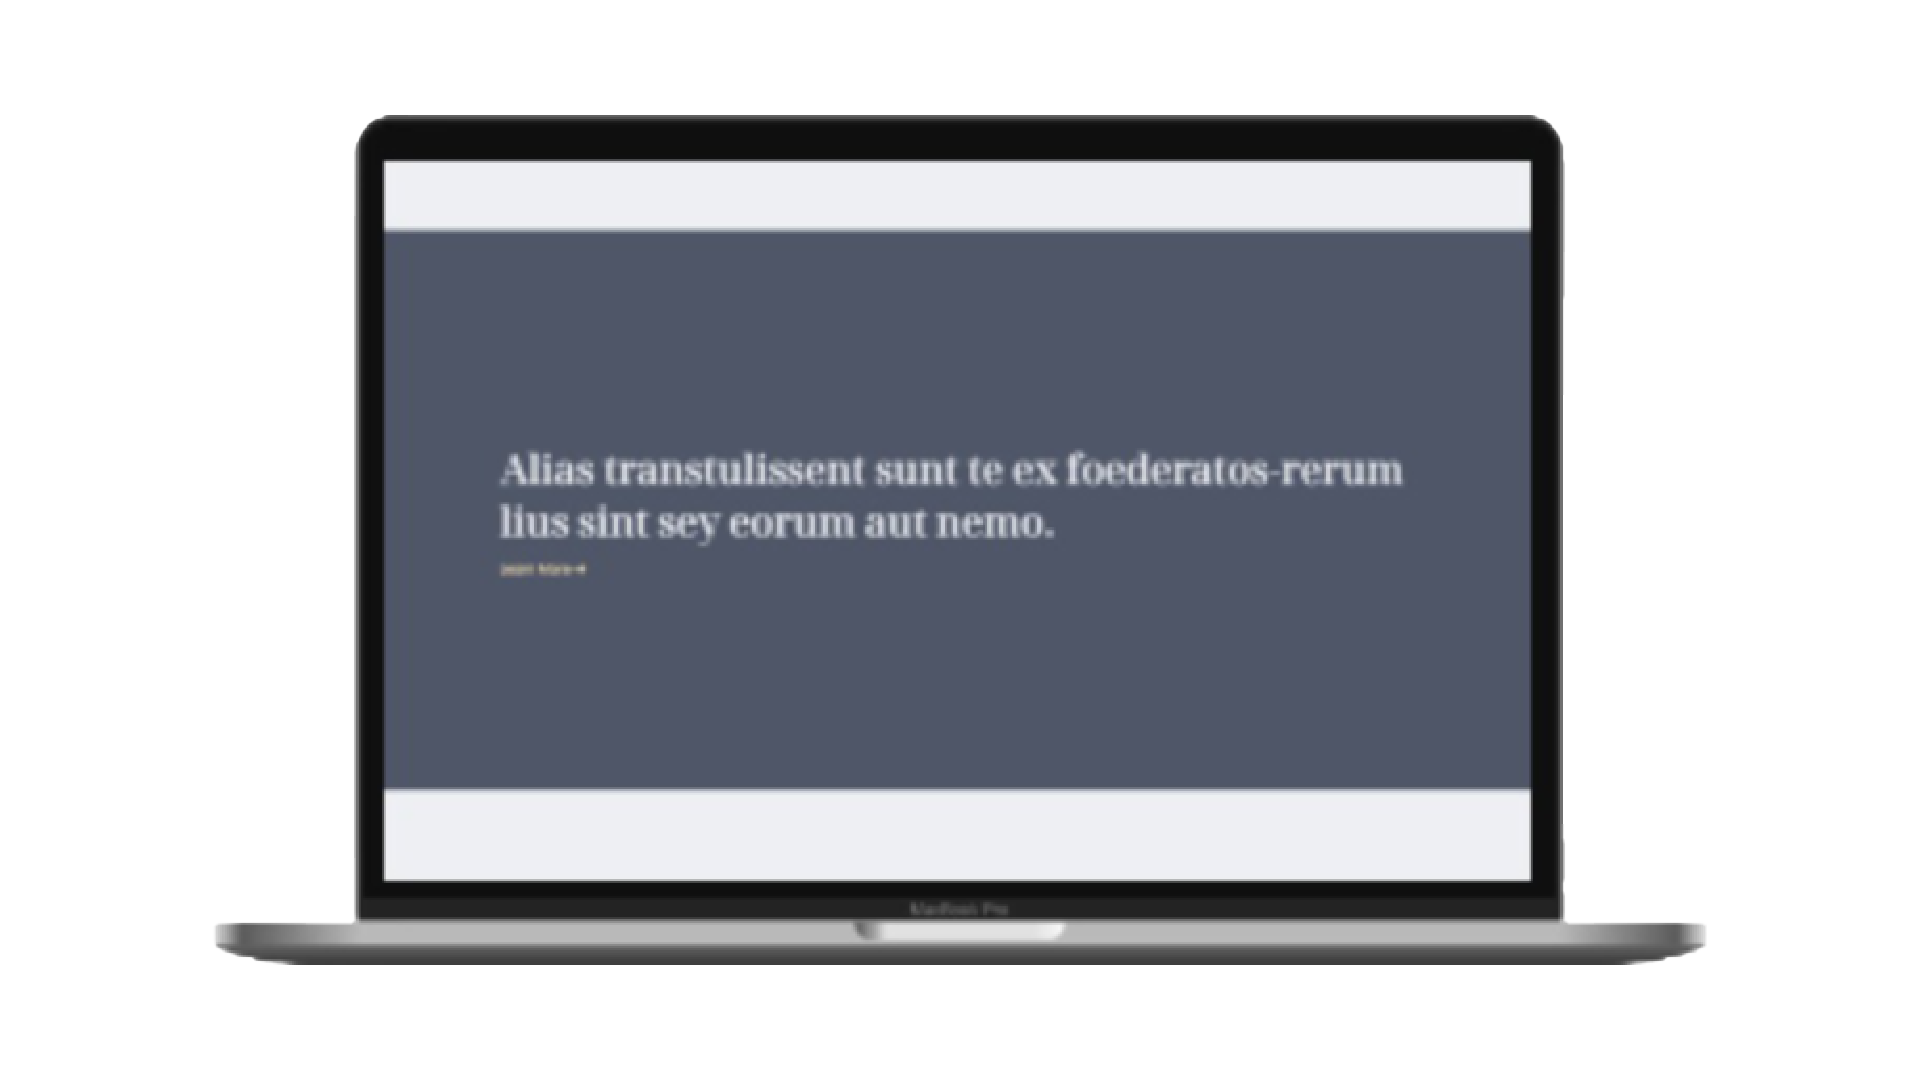 Alias transtulissent sunt te ex foederatos-rerum
lius sint sey eorum aut nemo.
Learn More→
MacBook Pro